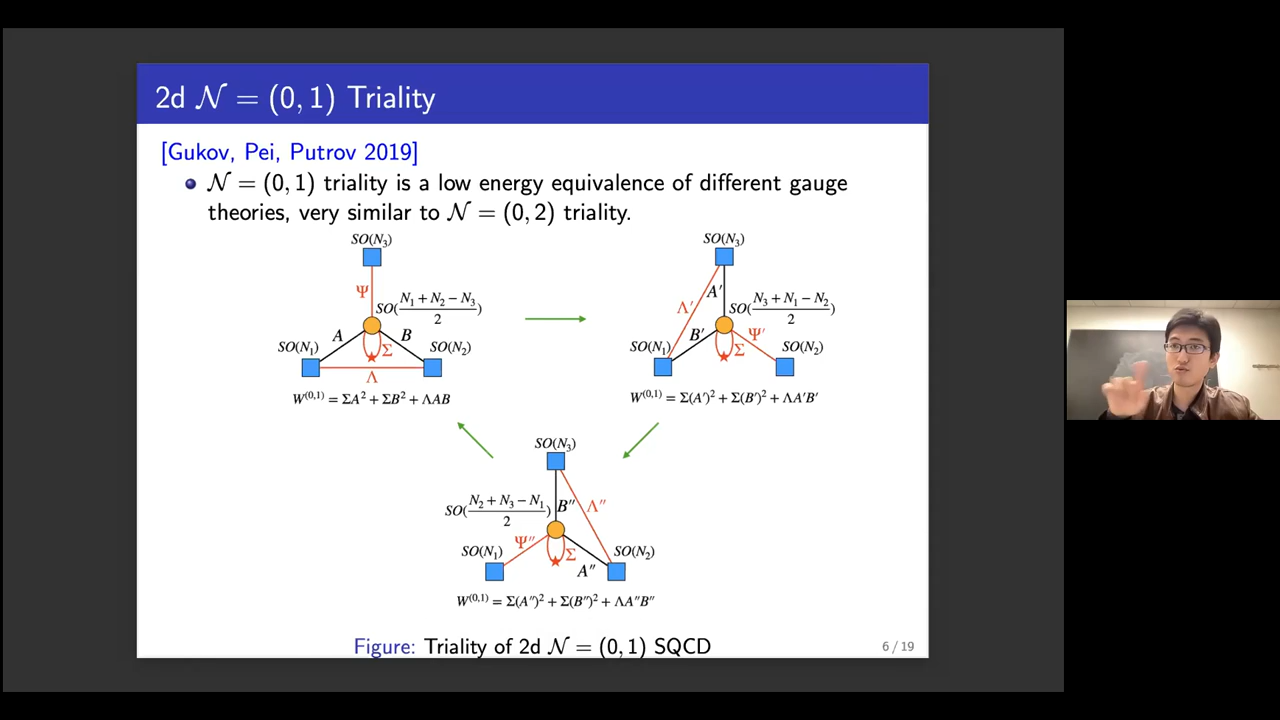 2d 𝒩 = (0, 1) Triality
[Gukov, Pei, Putrov 2019]
𝒩 = (0, 1) triality is a low energy equivalence of different gauge
theories, very similar to 𝒩 = (0, 2) triality.
SO(N₃)
Ψ
SO((N₁ + N₂ − N₃)/2)
A
B
SO(N₁)
Σ
SO(N₂)
Λ
W^(0,1) = ΣA² + ΣB² + ΛAB
SO(N₃)
Λ′
A′
SO((N₃ + N₁ − N₂)/2)
B′
Ψ′
SO(N₁)
Σ
SO(N₂)
W^(0,1) = Σ(A′)² + Σ(B′)² + ΛA′B′
SO(N₃)
SO((N₂ + N₃ − N₁)/2)
B″
Λ″
Ψ″
SO(N₁)
Σ
SO(N₂)
A″
W^(0,1) = Σ(A″)² + Σ(B″)² + ΛA″B″
Figure: Triality of 2d 𝒩 = (0, 1) SQCD
6 / 19